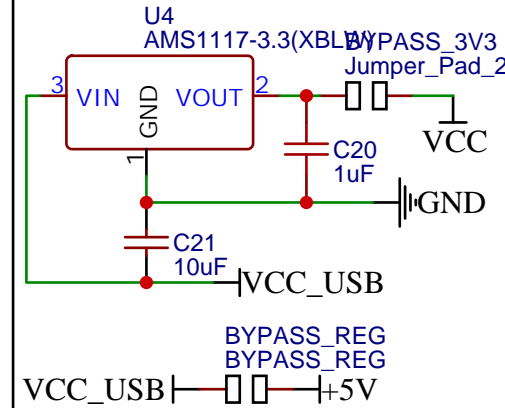 U4
AMS1117-3.3(XBLW)
BYPASS_3V3
Jumper_Pad_2
3
VIN
VOUT
2
GND
1
C20
1uF
VCC
GND
C21
10uF
VCC_USB
BYPASS_REG
BYPASS_REG
VCC_USB
+5V